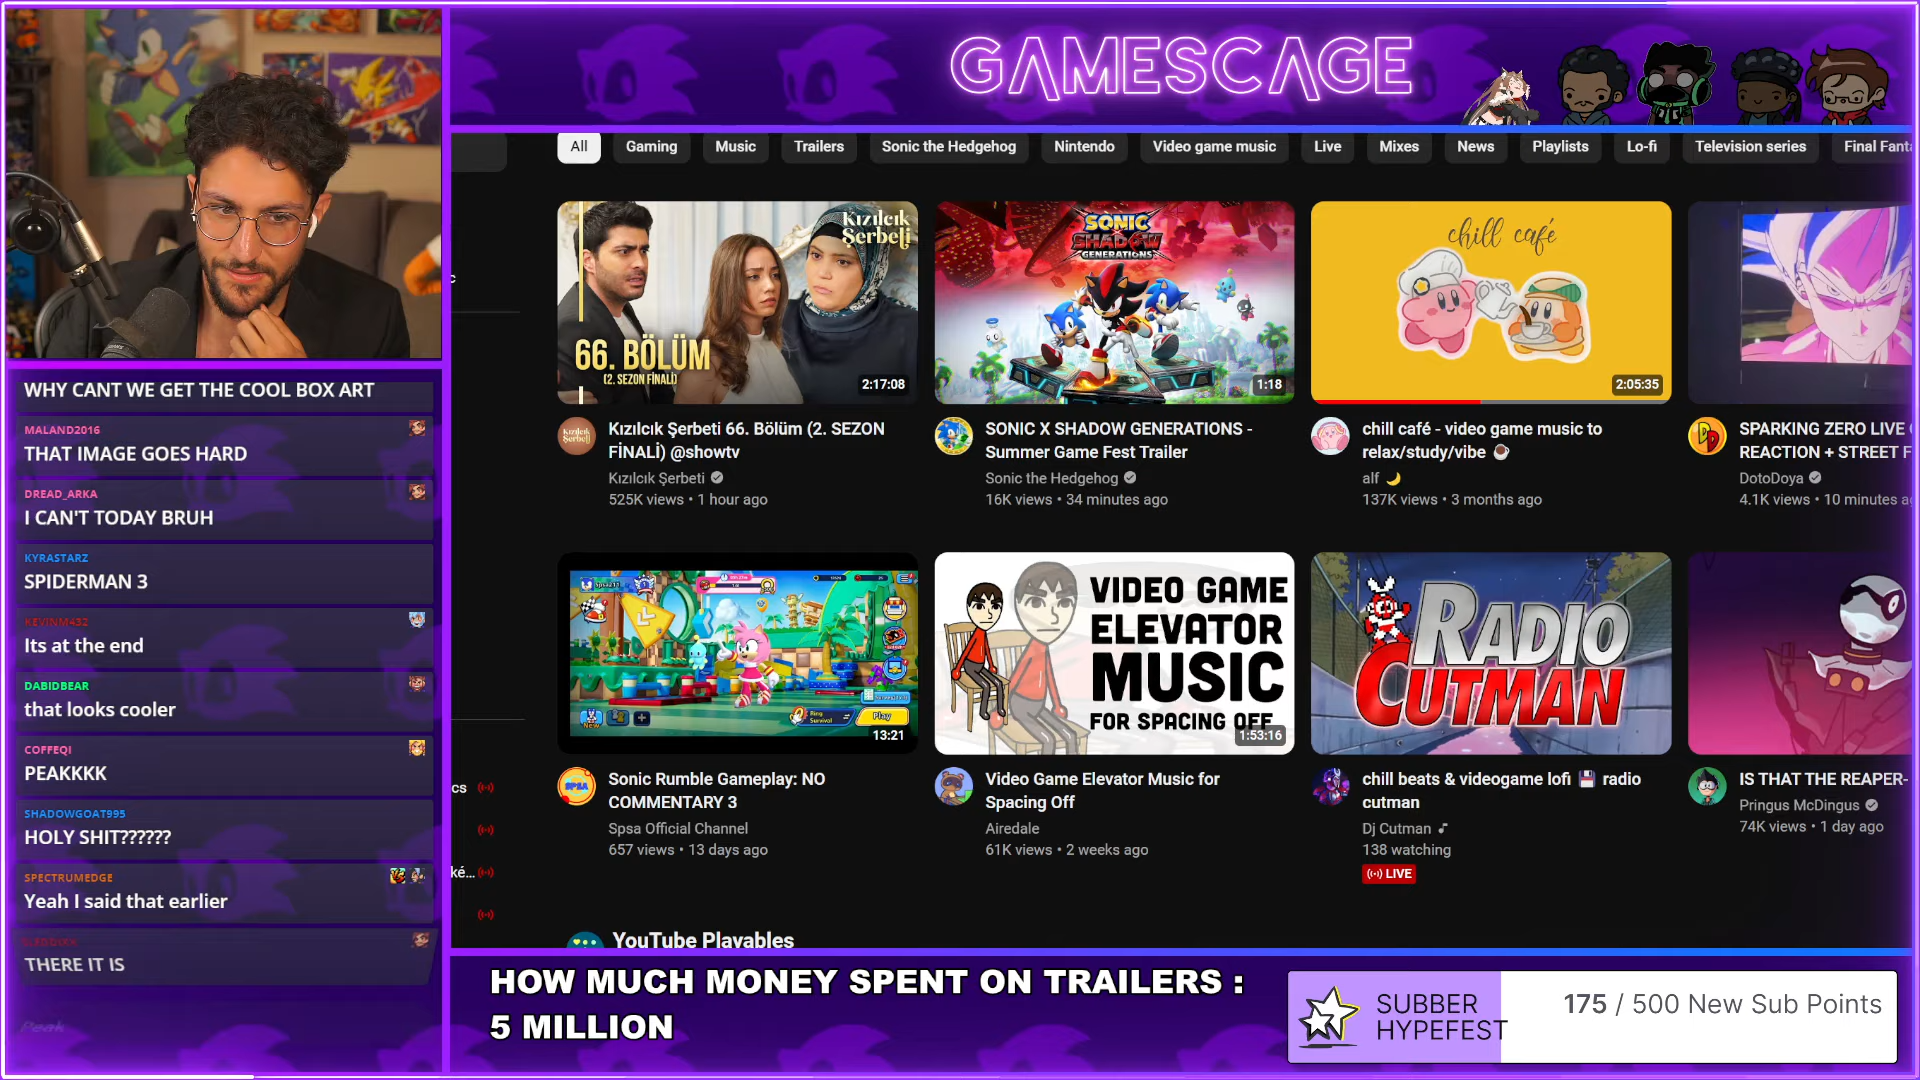 GAMESCAGE
All
Gaming
Music
Trailers
Sonic the Hedgehog
Nintendo
Video game music
Live
Mixes
News
Playlists
Lo-fi
Television series
Final Fant
Kızılcık
Şerbeti
66. BÖLÜM
(2. SEZON FİNALİ)
2:17:08
Kızılcık Şerbeti 66. Bölüm (2. SEZON
FİNALİ) @showtv
Kızılcık Şerbeti
525K views • 1 hour ago
SONIC
SHADOW
GENERATIONS
1:18
SONIC X SHADOW GENERATIONS -
Summer Game Fest Trailer
Sonic the Hedgehog
16K views • 34 minutes ago
chill café
2:05:35
chill café - video game music to
relax/study/vibe
alf
137K views • 3 months ago
SPARKING ZERO LIVE
REACTION + STREET F
DotoDoya
4.1K views • 10 minutes a
Play
13:21
SPSA
Sonic Rumble Gameplay: NO
COMMENTARY 3
Spsa Official Channel
657 views • 13 days ago
VIDEO GAME
ELEVATOR
MUSIC
FOR SPACING OFF
1:53:16
Video Game Elevator Music for
Spacing Off
Airedale
61K views • 2 weeks ago
RADIO
CUTMAN
chill beats & videogame lofi 💾 radio
cutman
Dj Cutman
138 watching
LIVE
IS THAT THE REAPER-
Pringus McDingus
74K views • 1 day ago
YouTube Playables
c
cs
ké...
WHY CANT WE GET THE COOL BOX ART
MALAND2016
THAT IMAGE GOES HARD
DREAD_ARKA
I CAN'T TODAY BRUH
KYRASTARZ
SPIDERMAN 3
KEVINM432
Its at the end
DABIDBEAR
that looks cooler
COFFEQI
PEAKKKK
SHADOWGOAT995
HOLY SHIT??????
SPECTRUMEDGE
Yeah I said that earlier
THERE IT IS
Peak
HOW MUCH MONEY SPENT ON TRAILERS :
5 MILLION
SUBBER
HYPEFEST
175 / 500 New Sub Points